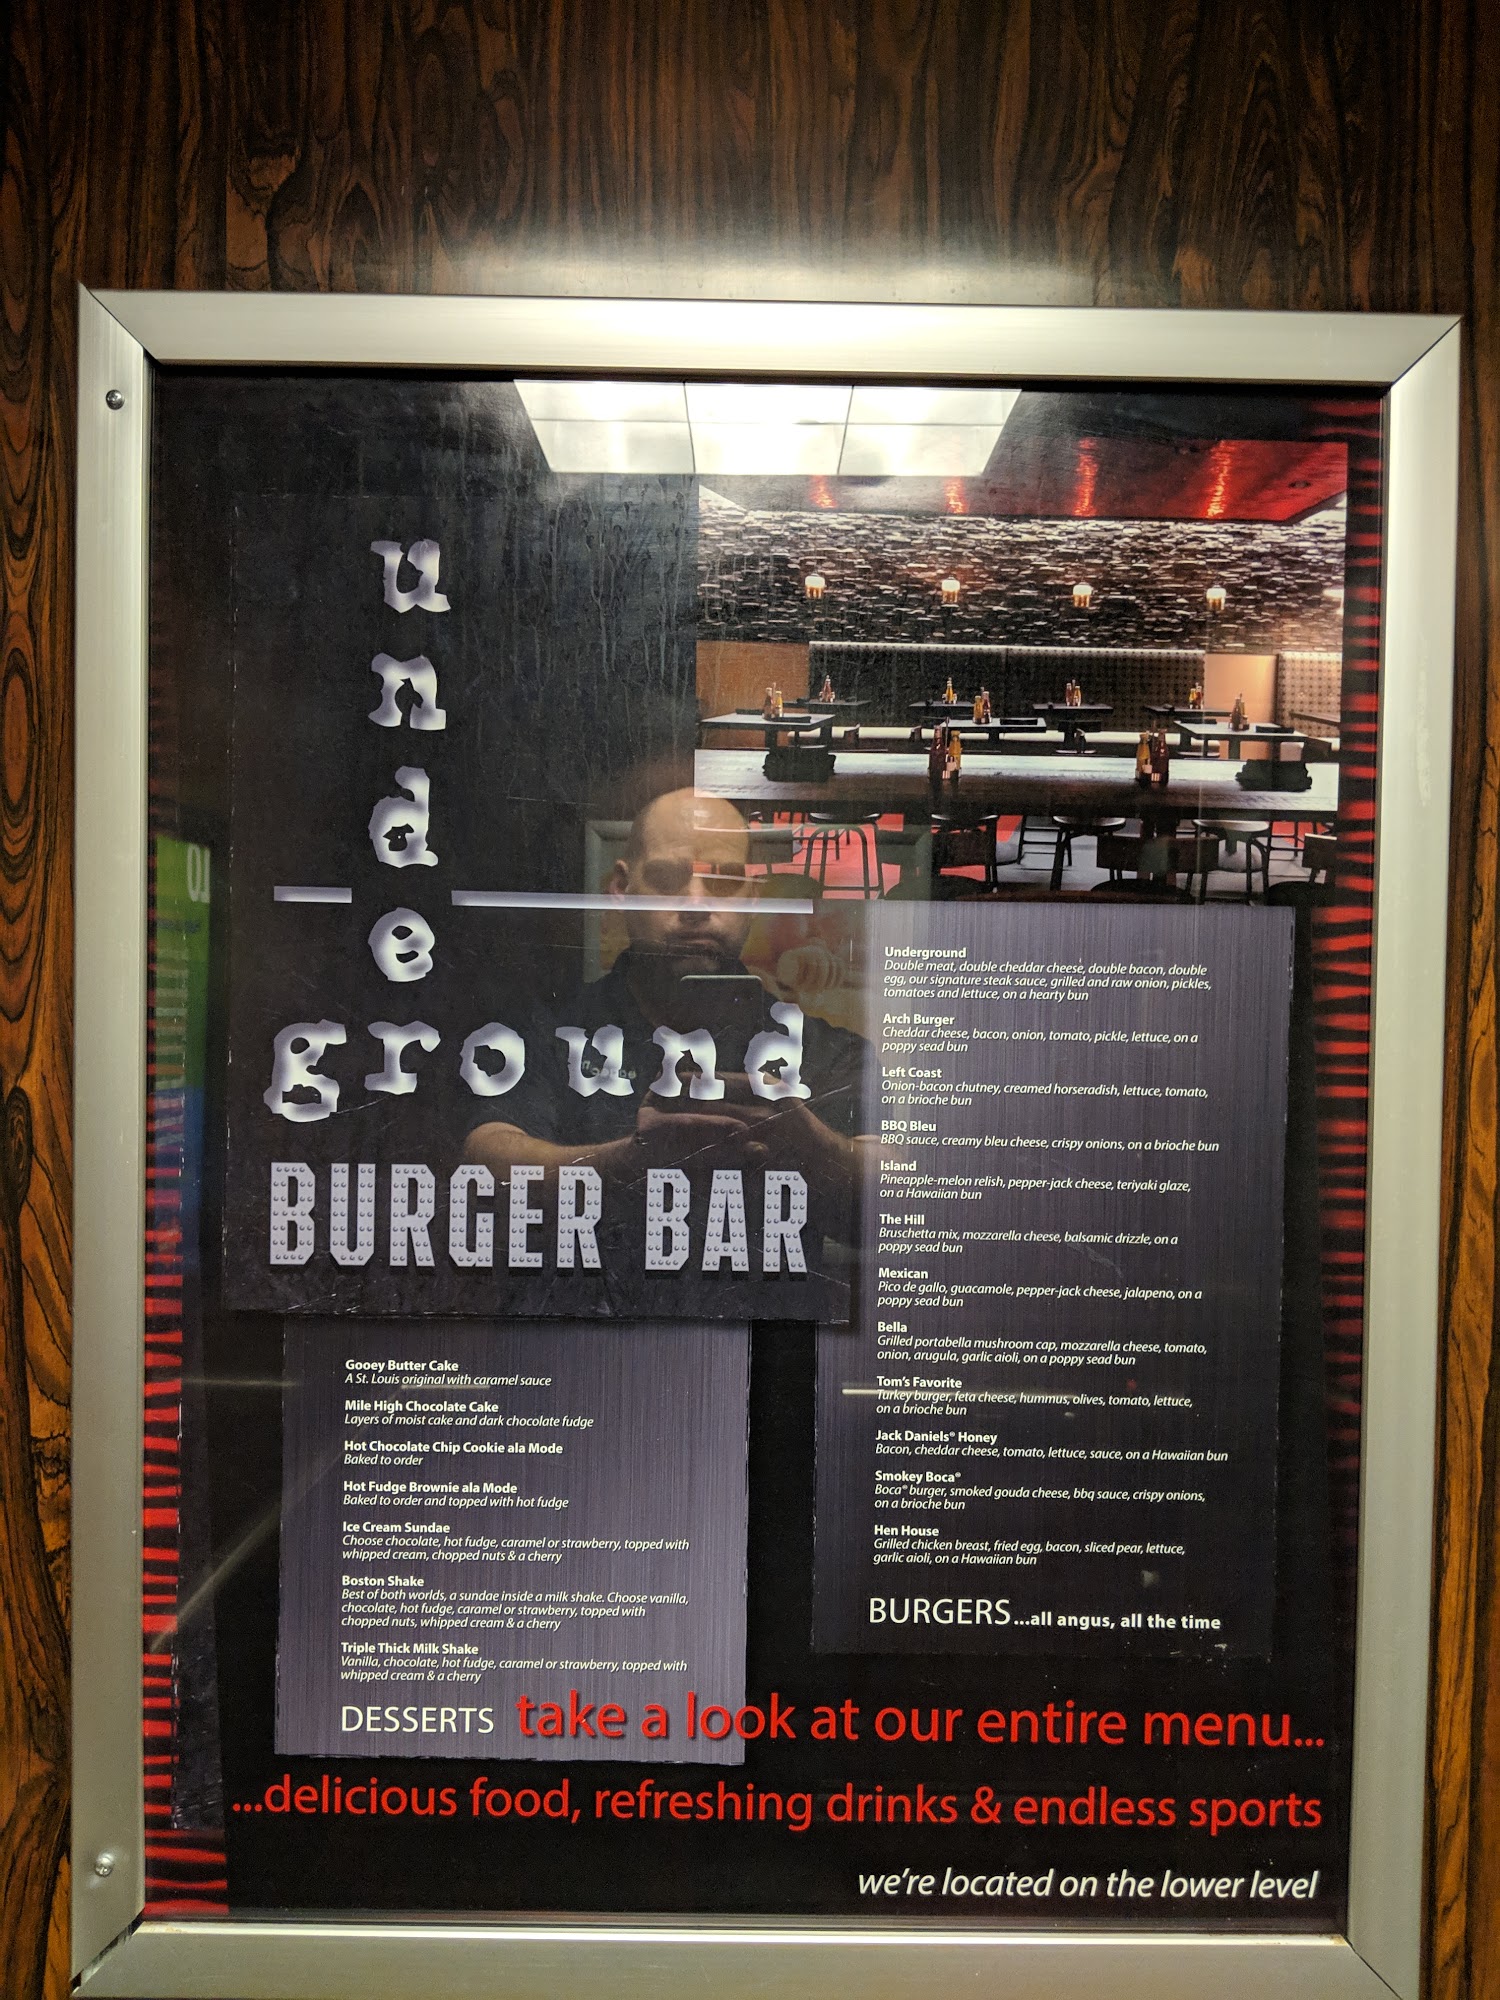 under
ground
BURGER BAR
Underground
Double meat, double cheddar cheese, double bacon, double
egg, our signature steak sauce, grilled and raw onion, pickles,
tomatoes and lettuce, on a hearty bun
Arch Burger
Cheddar cheese, bacon, onion, tomato, pickle, lettuce, on a
poppy sead bun
Left Coast
Onion-bacon chutney, creamed horseradish, lettuce, tomato,
on a brioche bun
BBQ Bleu
BBQ sauce, creamy bleu cheese, crispy onions, on a brioche bun
Island
Pineapple-melon relish, pepper-jack cheese, teriyaki glaze,
on a Hawaiian bun
The Hill
Bruschetta mix, mozzarella cheese, balsamic drizzle, on a
poppy sead bun
Mexican
Pico de gallo, guacamole, pepper-jack cheese, jalapeno, on a
poppy sead bun
Bella
Grilled portabella mushroom cap, mozzarella cheese, tomato,
onion, arugula, garlic aioli, on a poppy sead bun
Tom's Favorite
Turkey burger, feta cheese, hummus, olives, tomato, lettuce,
on a brioche bun
Jack Daniels® Honey
Bacon, cheddar cheese, tomato, lettuce, sauce, on a Hawaiian bun
Smokey Boca®
Boca® burger, smoked gouda cheese, bbq sauce, crispy onions,
on a brioche bun
Hen House
Grilled chicken breast, fried egg, bacon, sliced pear, lettuce,
garlic aioli, on a Hawaiian bun
BURGERS...all angus, all the time
Gooey Butter Cake
A St. Louis original with caramel sauce
Mile High Chocolate Cake
Layers of moist cake and dark chocolate fudge
Hot Chocolate Chip Cookie ala Mode
Baked to order
Hot Fudge Brownie ala Mode
Baked to order and topped with hot fudge
Ice Cream Sundae
Choose chocolate, hot fudge, caramel or strawberry, topped with
whipped cream, chopped nuts & a cherry
Boston Shake
Best of both worlds, a sundae inside a milk shake. Choose vanilla,
chocolate, hot fudge, caramel or strawberry, topped with
chopped nuts, whipped cream & a cherry
Triple Thick Milk Shake
Vanilla, chocolate, hot fudge, caramel or strawberry, topped with
whipped cream & a cherry
DESSERTS
take a look at our entire menu...
...delicious food, refreshing drinks & endless sports
we're located on the lower level